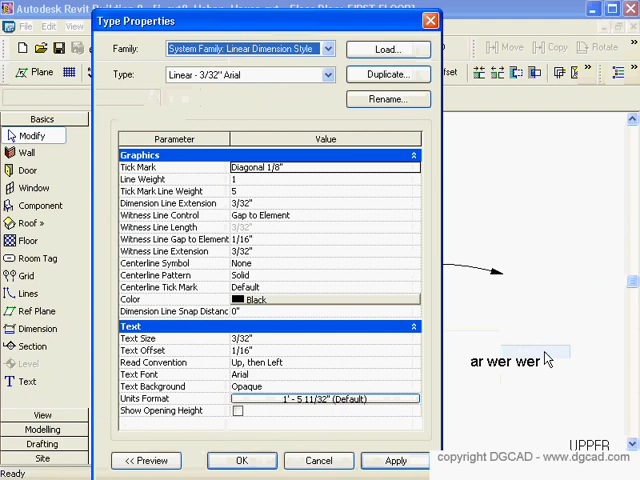 Autodesk Revit Building 8
Type Properties
File
Family:
System Family: Linear Dimension Style
Load...
Type:
Linear - 3/32" Arial
Duplicate...
Rename...
Move
Copy
Rotate
Plane
Basics
Modify
Wall
Door
Window
Component
Roof »
Floor
Room Tag
Grid
Lines
Ref Plane
Dimension
Section
Level
Text
View
Modelling
Drafting
Site
Ready
Parameter Value
Graphics
Tick Mark Diagonal 1/8"
Line Weight 1
Tick Mark Line Weight 5
Dimension Line Extension 3/32"
Witness Line Control Gap to Element
Witness Line Length 3/32"
Witness Line Gap to Element 1/16"
Witness Line Extension 3/32"
Centerline Symbol None
Centerline Pattern Solid
Centerline Tick Mark Default
Color Black
Dimension Line Snap Distanc 0"
Text
Text Size 3/32"
Text Offset 1/16"
Read Convention Up, then Left
Text Font Arial
Text Background Opaque
Units Format 1' - 5 11/32" (Default)
Show Opening Height
<< Preview
OK
Cancel
Apply
ar wer wer
UPPER
copyright DGCAD - www.dgcad.com